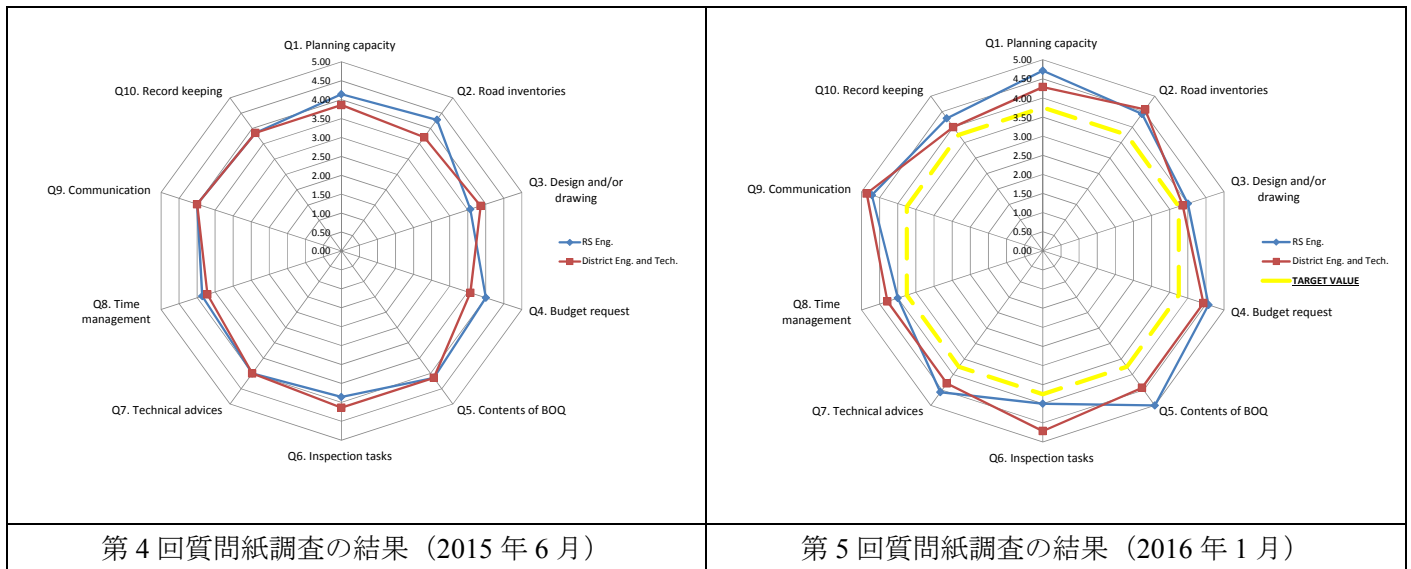 Q1. Planning capacity
5.00
4.50
4.00
3.50
3.00
2.50
2.00
1.50
1.00
0.50
0.00
Q2. Road inventories
Q3. Design and/or
drawing
Q4. Budget request
Q5. Contents of BOQ
Q6. Inspection tasks
Q7. Technical advices
Q8. Time
management
Q9. Communication
Q10. Record keeping
RS Eng.
District Eng. and Tech.
第 4 回質問紙調査の結果（2015 年 6 月）
Q1. Planning capacity
5.00
4.50
4.00
3.50
3.00
2.50
2.00
1.50
1.00
0.50
0.00
Q2. Road inventories
Q3. Design and/or
drawing
Q4. Budget request
Q5. Contents of BOQ
Q6. Inspection tasks
Q7. Technical advices
Q8. Time
management
Q9. Communication
Q10. Record keeping
RS Eng.
District Eng. and Tech.
TARGET VALUE
第 5 回質問紙調査の結果（2016 年 1 月）